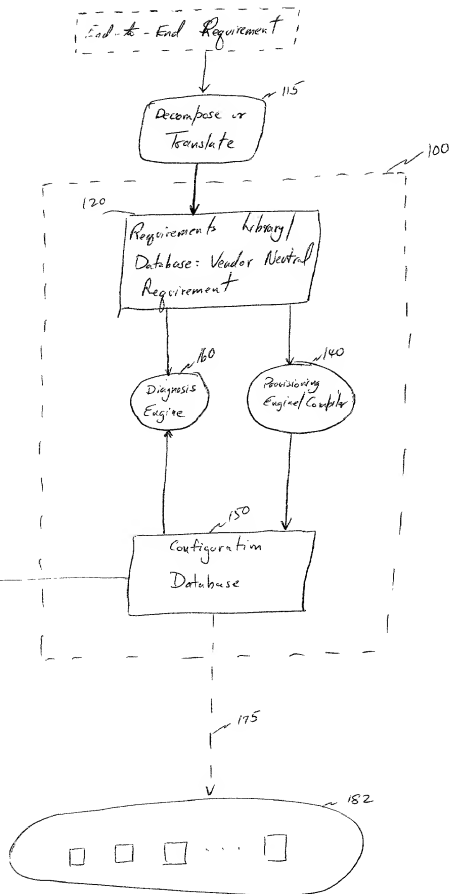 End-to-End Requirement
115
Decompose or
Translate
100
120
Requirements Library/
Database: Vendor Neutral
Requirement
160
140
Diagnosis
Engine
Provisioning
Engine/Compiler
150
Configuration
Database
175
182
...